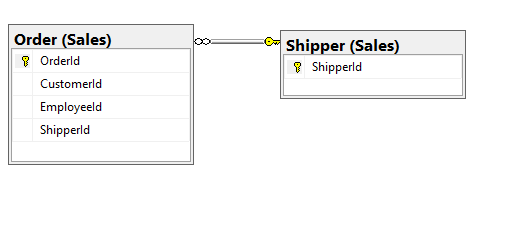 Order (Sales)
OrderId
CustomerId
EmployeeId
ShipperId
Shipper (Sales)
ShipperId